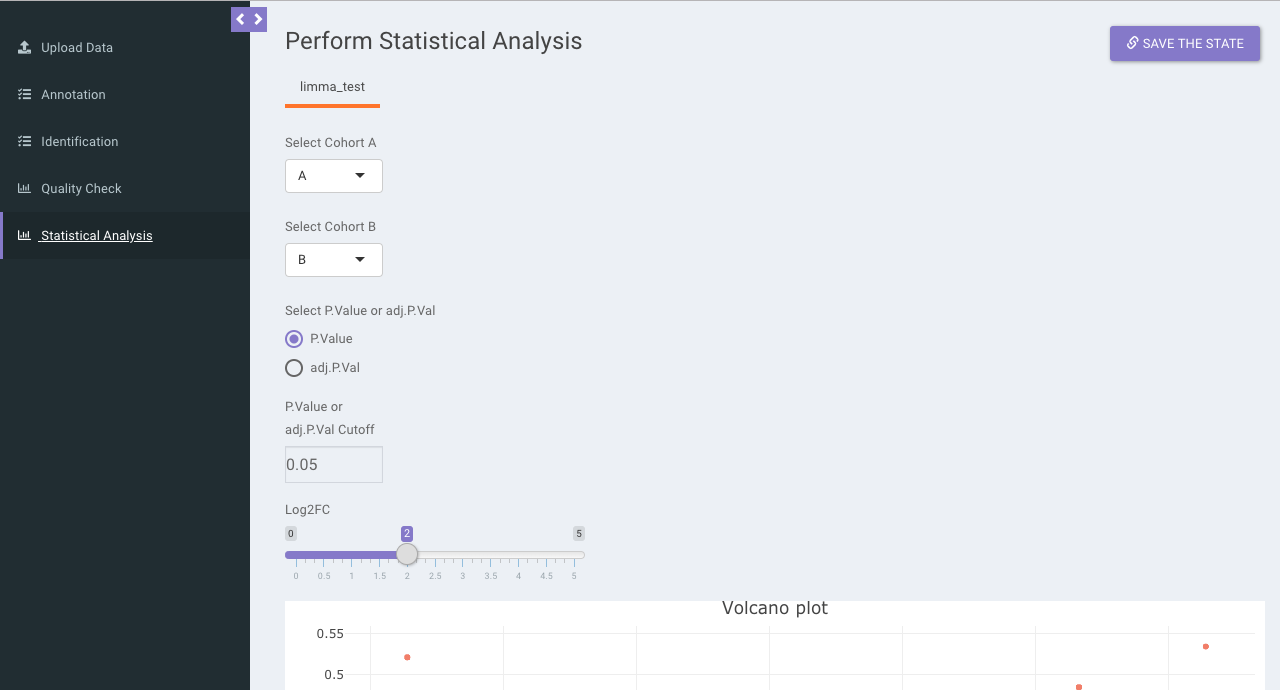 Upload Data
Annotation
Identification
Quality Check
Statistical Analysis
Perform Statistical Analysis
SAVE THE STATE
limma_test
Select Cohort A
A
Select Cohort B
B
Select P.Value or adj.P.Val
P.Value
adj.P.Val
P.Value or
adj.P.Val Cutoff
0.05
Log2FC
0 2 5
0 0.5 1 1.5 2 2.5 3 3.5 4 4.5 5
Volcano plot
0.55
0.5